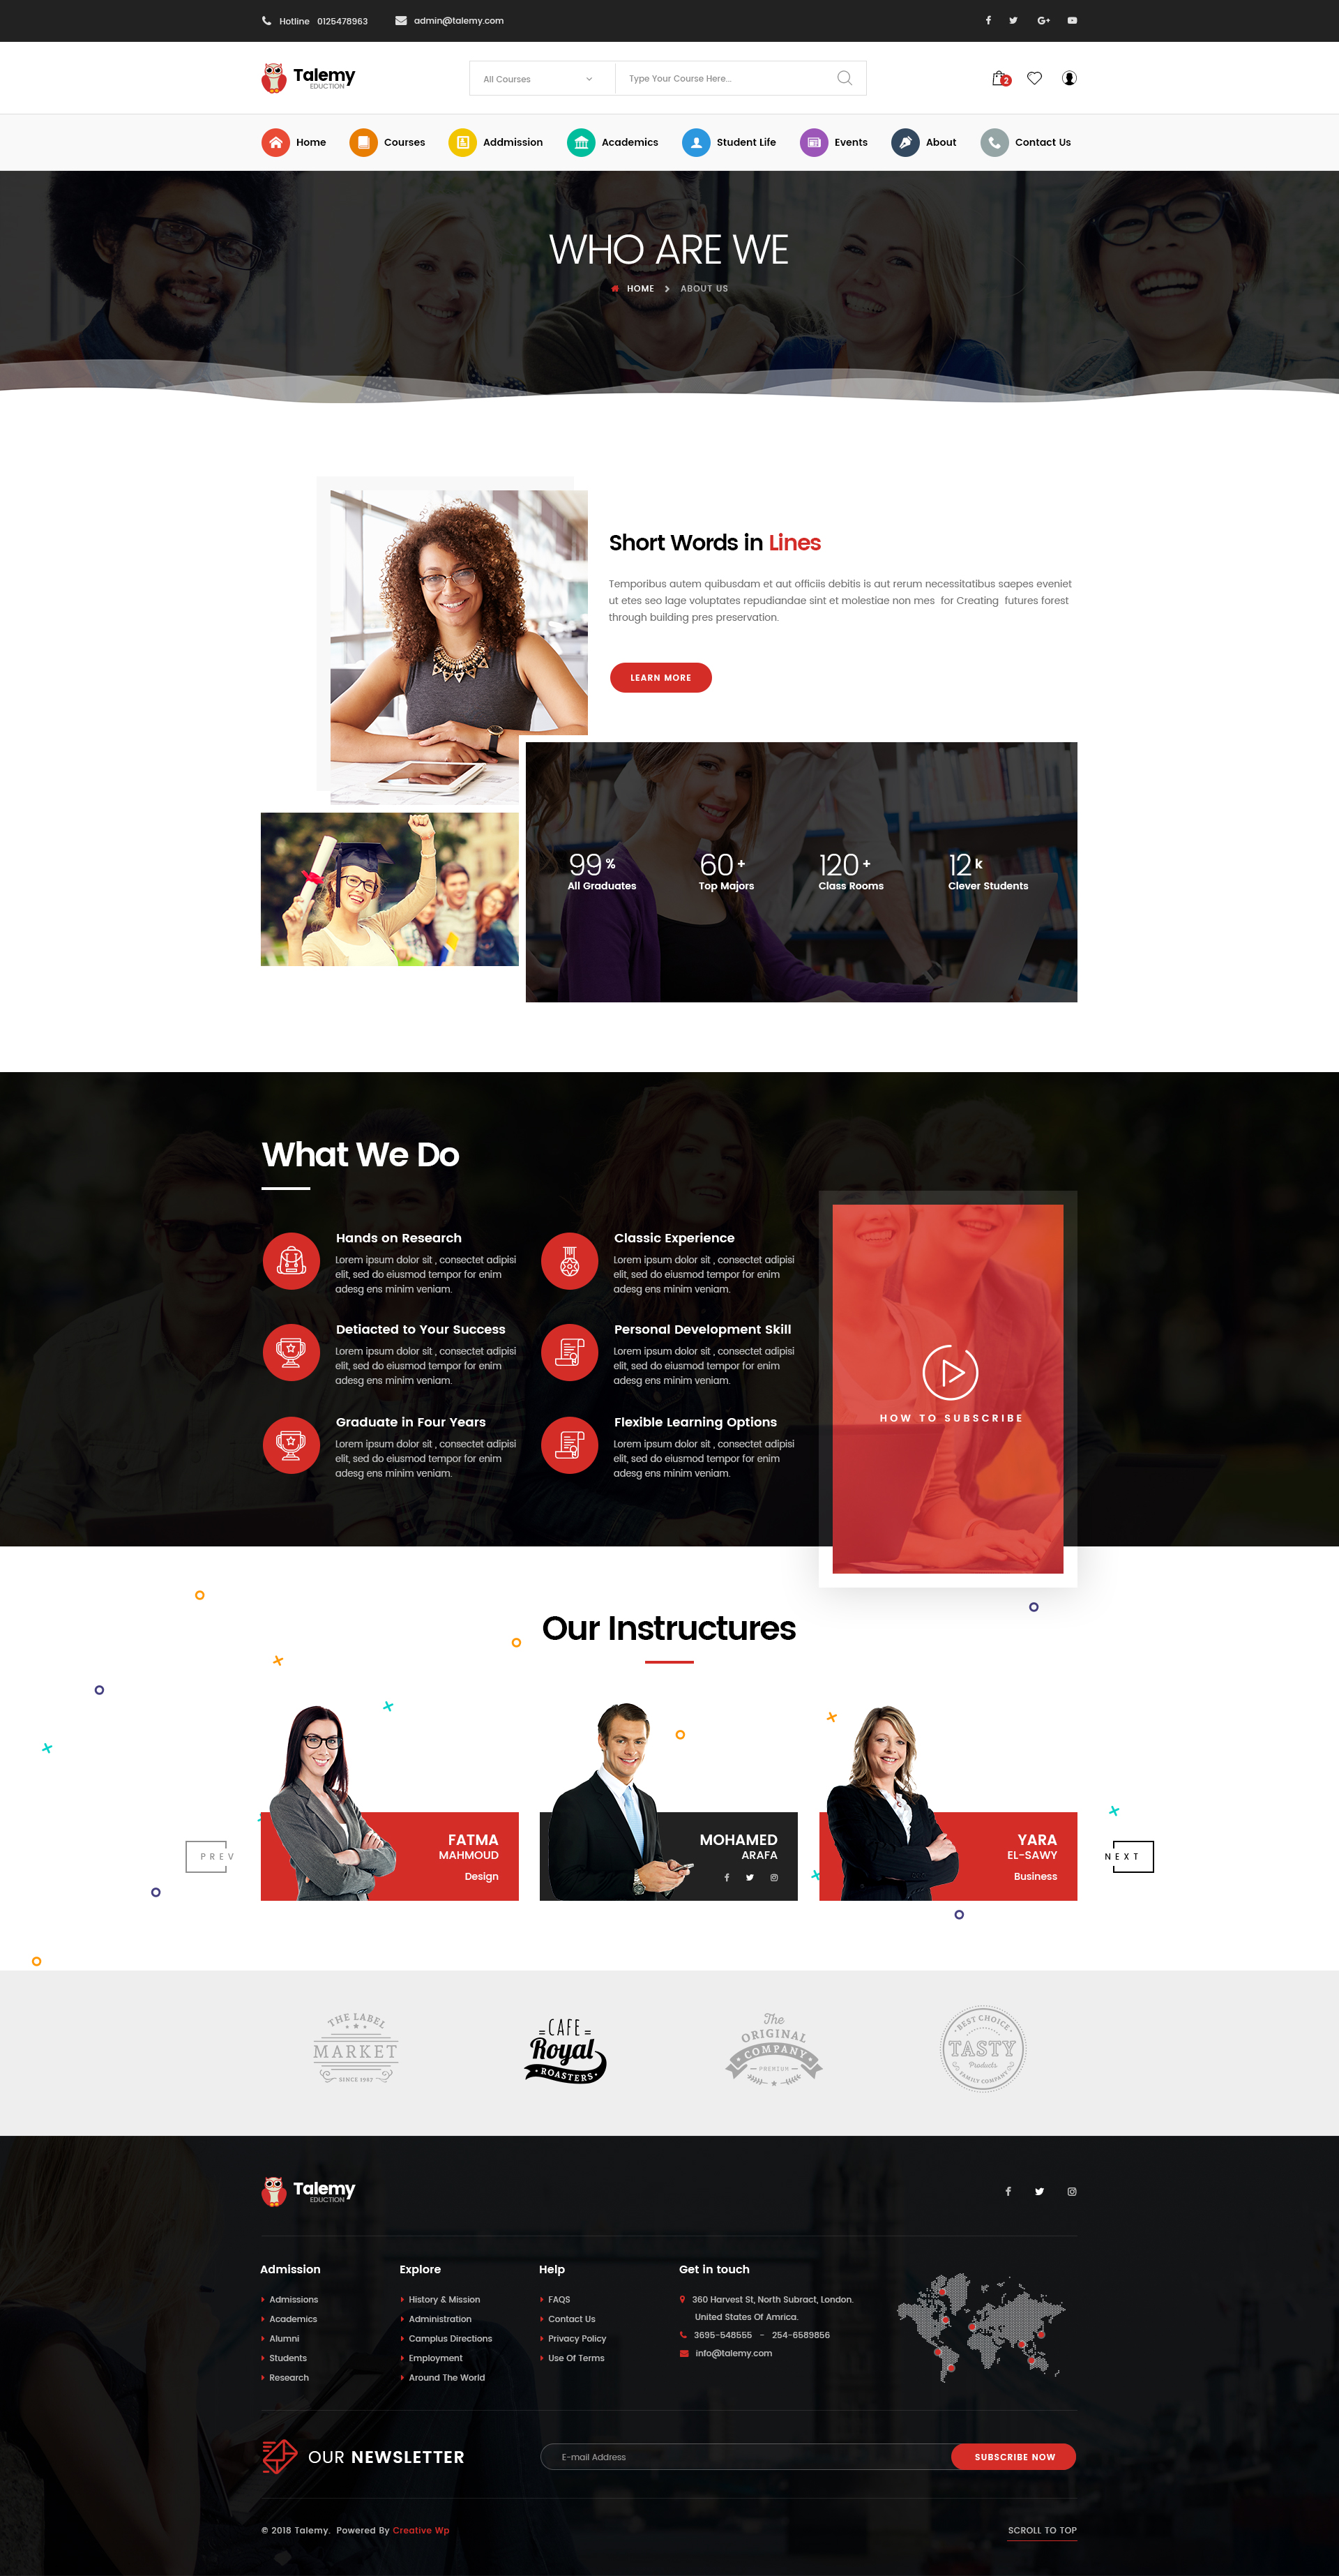 Hotline 0125478963
admin@talemy.com
Talemy
EDUCTION
All Courses
Type Your Course Here...
2
Home
Courses
Addmission
Academics
Student Life
Events
About
Contact Us
WHO ARE WE
HOME
ABOUT US
Short Words in Lines
Temporibus autem quibusdam et aut officiis debitis is aut rerum necessitatibus saepes eveniet
ut etes seo lage voluptates repudiandae sint et molestiae non mes for Creating futures forest
through building pres preservation.
LEARN MORE
99 %
All Graduates
60 +
Top Majors
120 +
Class Rooms
12 k
Clever Students
What We Do
Hands on Research
Lorem ipsum dolor sit , consectet adipisi
elit, sed do eiusmod tempor for enim
adesg ens minim veniam.
Classic Experience
Lorem ipsum dolor sit , consectet adipisi
elit, sed do eiusmod tempor for enim
adesg ens minim veniam.
Detiacted to Your Success
Lorem ipsum dolor sit , consectet adipisi
elit, sed do eiusmod tempor for enim
adesg ens minim veniam.
Personal Development Skill
Lorem ipsum dolor sit , consectet adipisi
elit, sed do eiusmod tempor for enim
adesg ens minim veniam.
Graduate in Four Years
Lorem ipsum dolor sit , consectet adipisi
elit, sed do eiusmod tempor for enim
adesg ens minim veniam.
Flexible Learning Options
Lorem ipsum dolor sit , consectet adipisi
elit, sed do eiusmod tempor for enim
adesg ens minim veniam.
HOW TO SUBSCRIBE
Our Instructures
PREV
FATMA
MAHMOUD
Design
MOHAMED
ARAFA
YARA
EL-SAWY
Business
NEXT
THE LABEL
MARKET
SINCE 1987
CAFE
Royal
ROASTERS
The
ORIGINAL
COMPANY
PREMIUM
BEST CHOICE
TASTY
Products
FAMILY COMPANY
Talemy
EDUCTION
Admission
Admissions
Academics
Alumni
Students
Research
Explore
History & Mission
Administration
Camplus Directions
Employment
Around The World
Help
FAQS
Contact Us
Privacy Policy
Use Of Terms
Get in touch
360 Harvest St, North Subract, London.
United States Of Amrica.
3695-548555 - 254-6589856
info@talemy.com
OUR NEWSLETTER
E-mail Address
SUBSCRIBE NOW
© 2018 Talemy. Powered By Creative Wp
SCROLL TO TOP